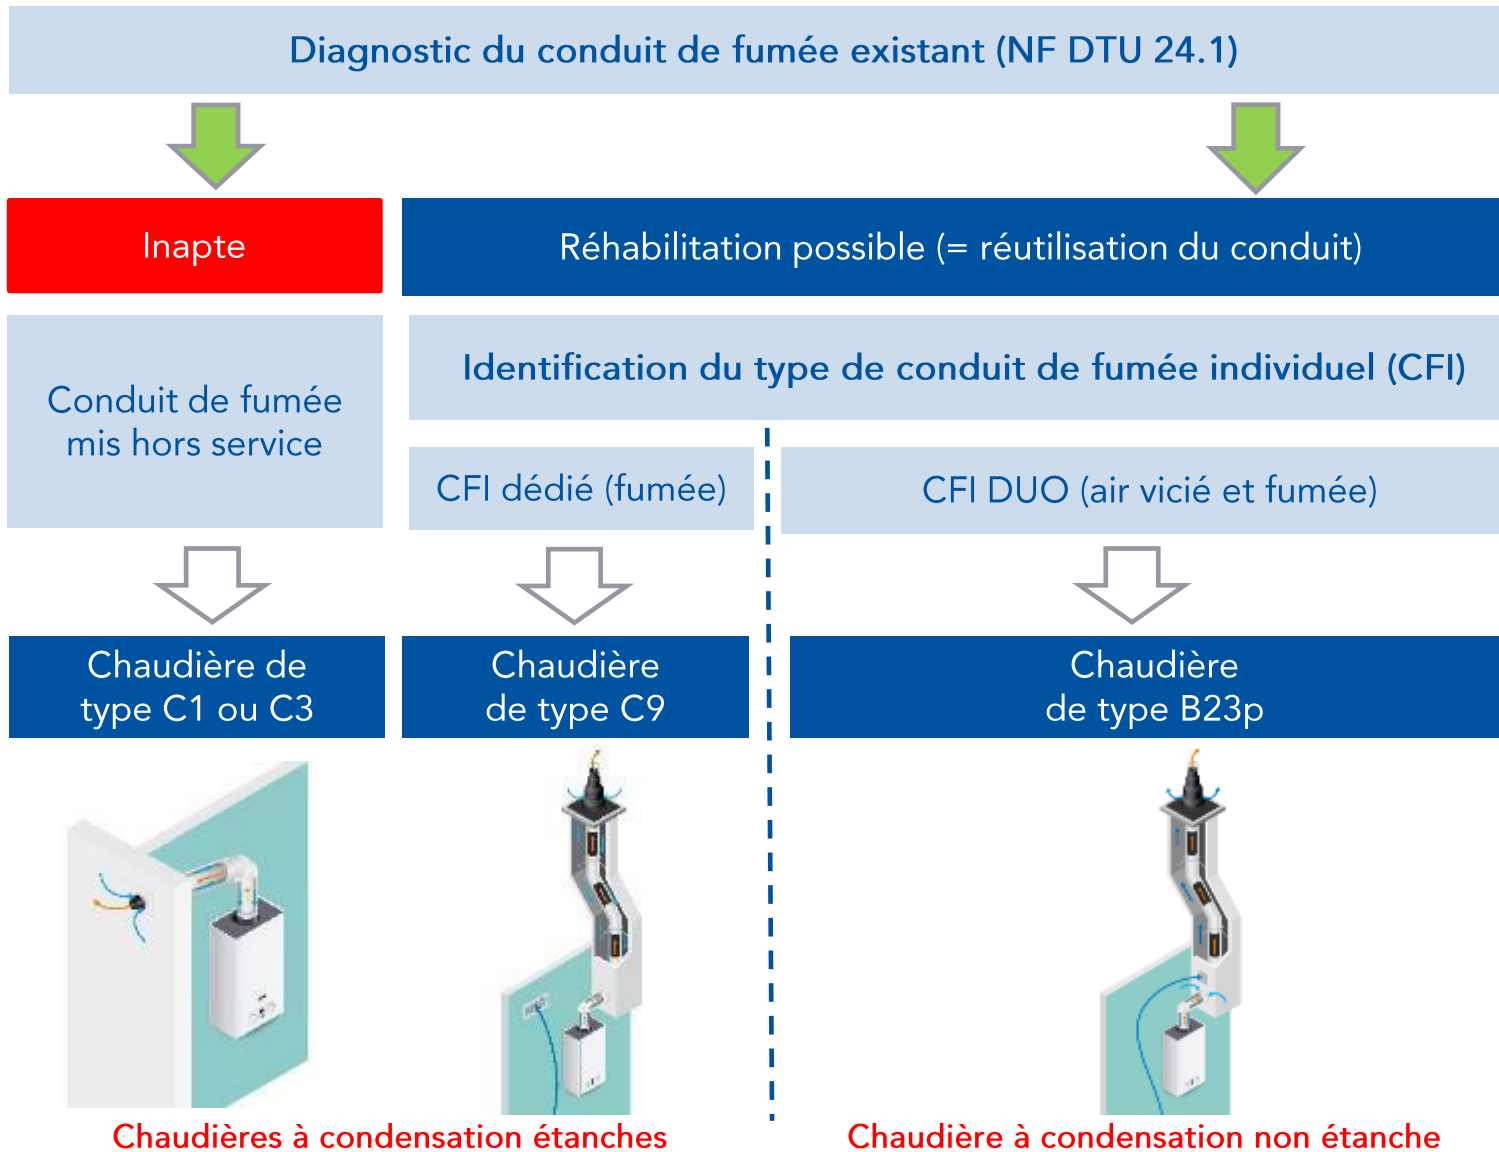 Diagnostic du conduit de fumée existant (NF DTU 24.1)
Inapte
Réhabilitation possible (= réutilisation du conduit)
Conduit de fumée
mis hors service
Identification du type de conduit de fumée individuel (CFI)
CFI dédié (fumée)
CFI DUO (air vicié et fumée)
Chaudière de
type C1 ou C3
Chaudière
de type C9
Chaudière
de type B23p
Chaudières à condensation étanches
Chaudière à condensation non étanche